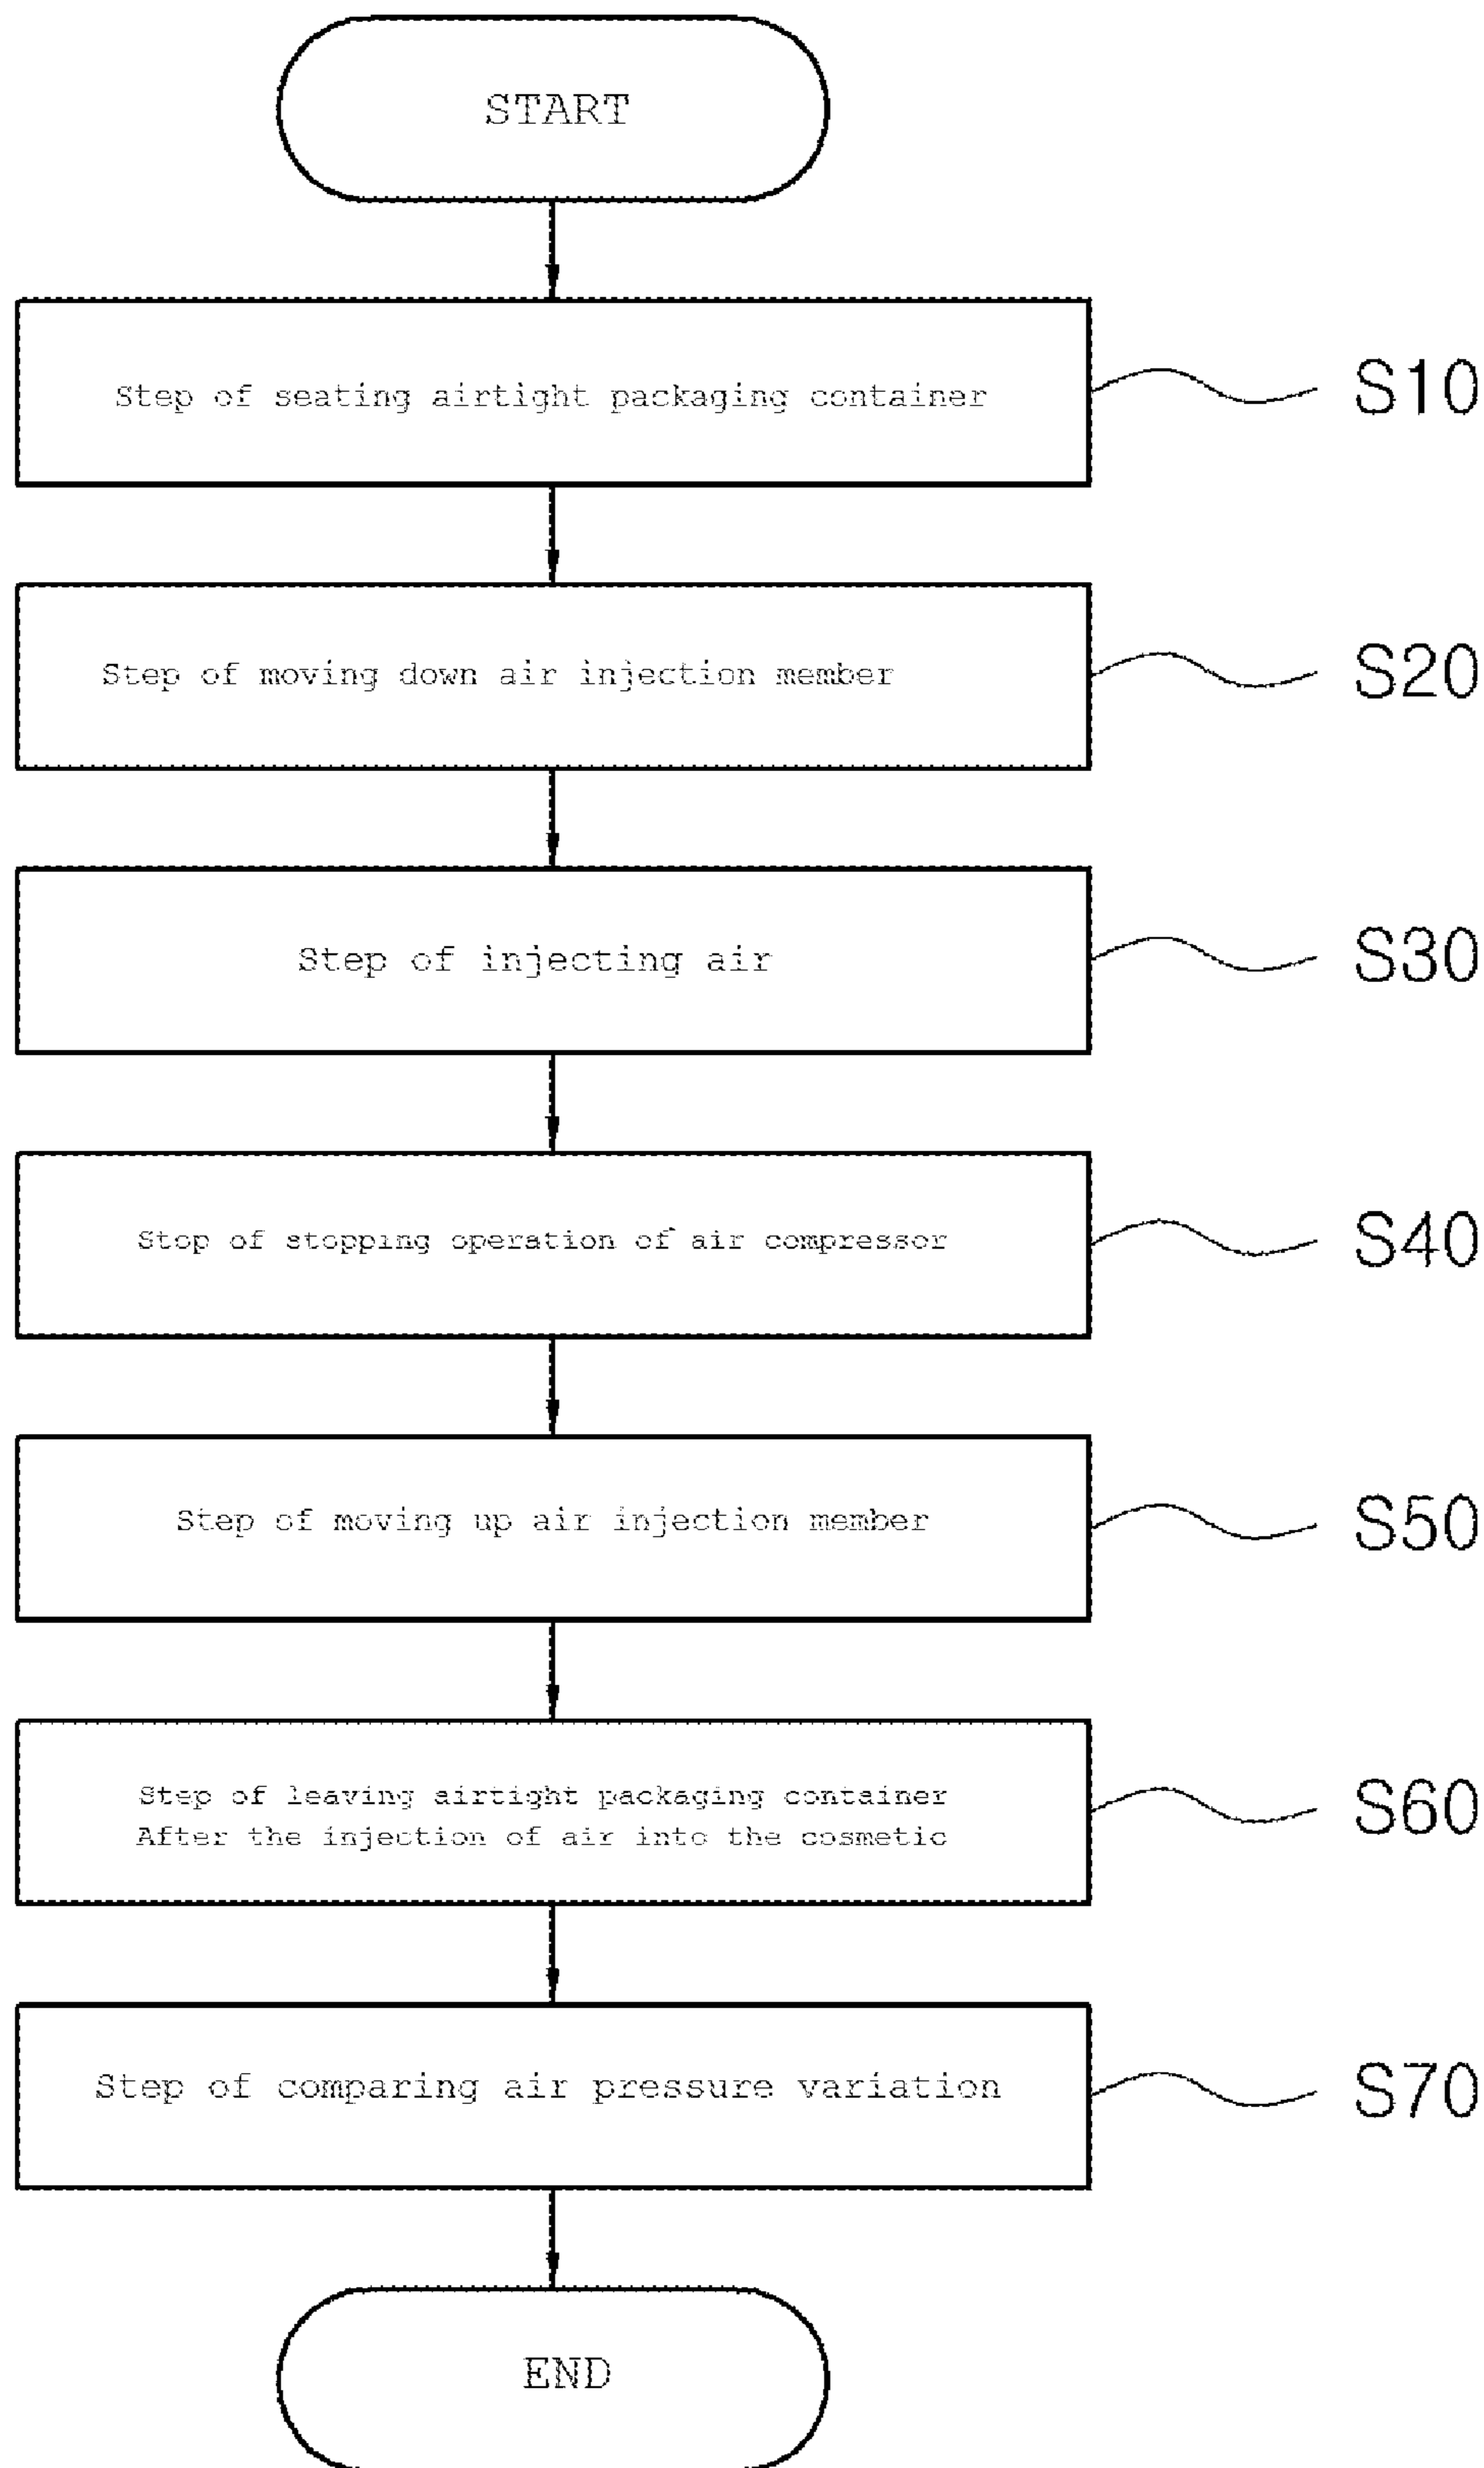 START
Step of seating airtight packaging container
S10
Step of moving down air injection member
S20
Step of injecting air
S30
Stop of stopping operation of air compressor
S40
Step of moving up air injection member
S50
Step of leaving airtight packaging container
After the injection of air into the cosmetic
S60
Step of comparing air pressure variation
S70
END